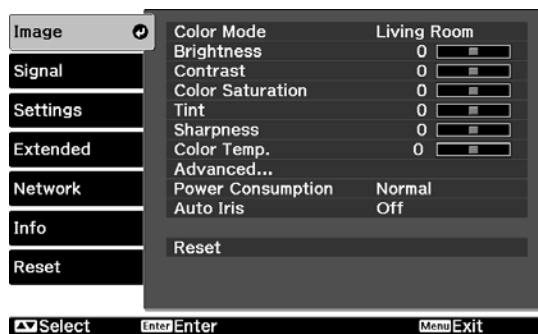 Image
Signal
Settings
Extended
Network
Info
Reset
Color Mode Living Room
Brightness 0
Contrast 0
Color Saturation 0
Tint 0
Sharpness 0
Color Temp. 0
Advanced...
Power Consumption Normal
Auto Iris Off
Reset
Select Enter Enter Menu Exit